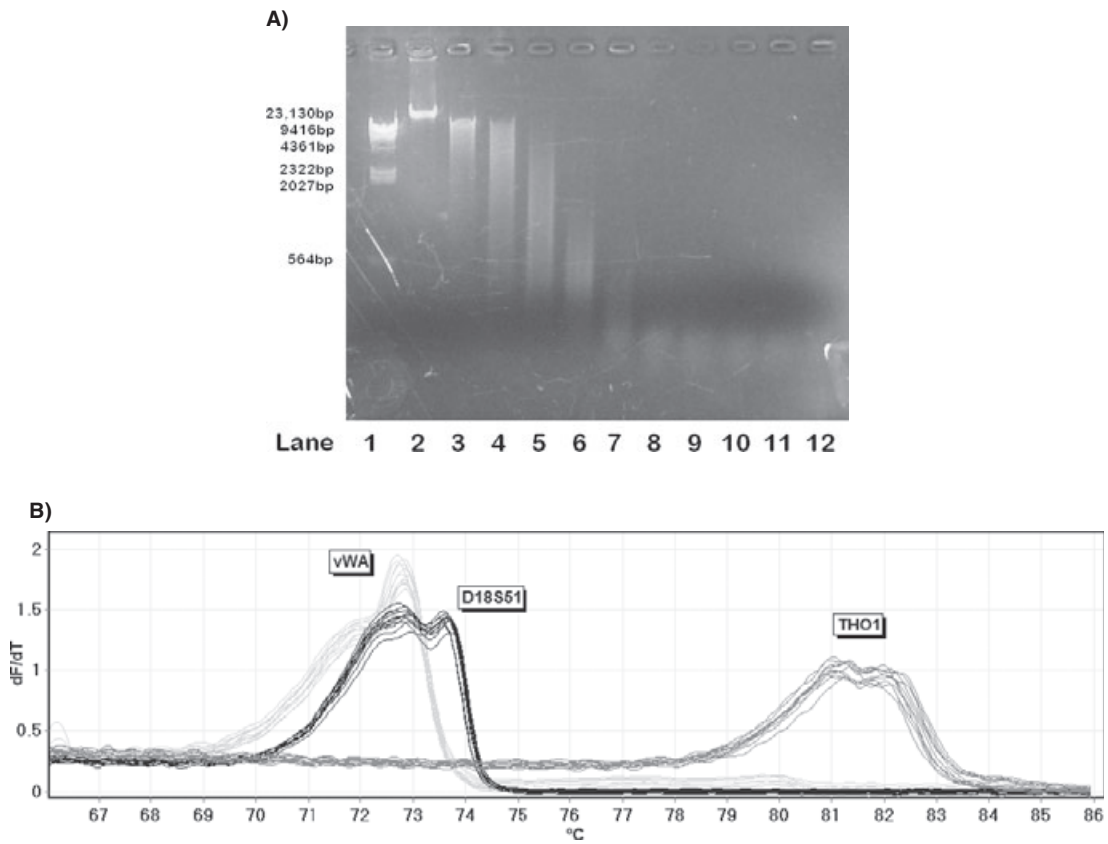 A)
23,130bp
9416bp
4361bp
2322bp
2027bp
564bp
Lane 1 2 3 4 5 6 7 8 9 10 11 12
B)
vWA
D18S51
THO1
2
1.5
1
0.5
0
dF/dT
67 68 69 70 71 72 73 74 75 76 77 78 79 80 81 82 83 84 85 86
ºC